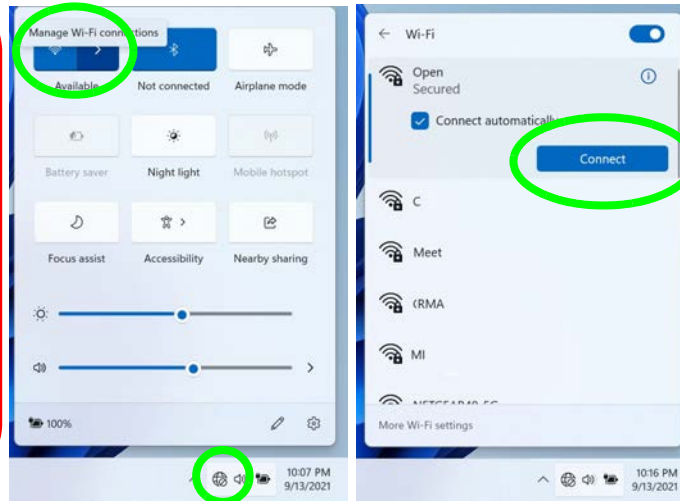 Manage Wi-Fi connections
Available
Not connected
Airplane mode
Battery saver
Night light
Mobile hotspot
Focus assist
Accessibility
Nearby sharing
100%
10:07 PM
9/13/2021
Wi-Fi
Open
Secured
Connect automatically
Connect
C
Meet
(RMA
MI
More Wi-Fi settings
10:16 PM
9/13/2021